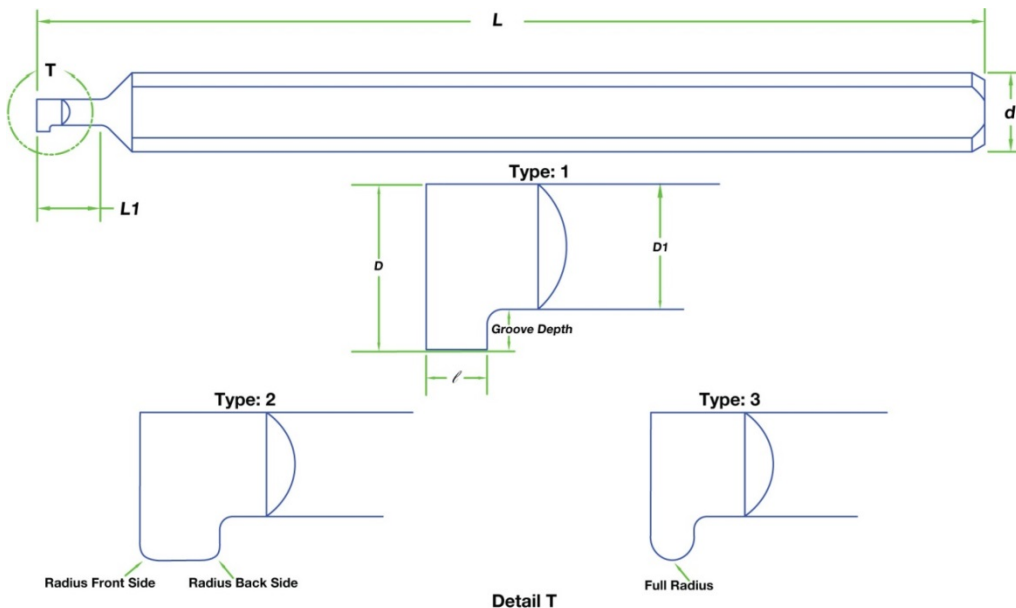 L
T
d
L1
Type: 1
D
D1
Groove Depth
ℓ
Type: 2
Type: 3
Radius Front Side
Radius Back Side
Full Radius
Detail T